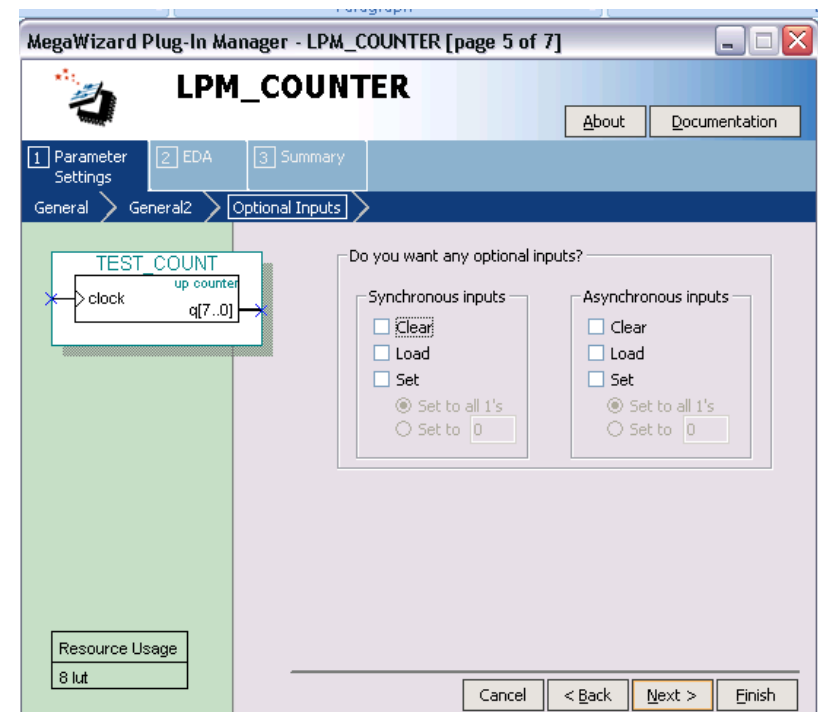 Paragraph
MegaWizard Plug-In Manager - LPM_COUNTER [page 5 of 7]
LPM_COUNTER
About
Documentation
1 Parameter Settings
2 EDA
3 Summary
General
General2
Optional Inputs
TEST_COUNT
up counter
clock
q[7..0]
Do you want any optional inputs?
Synchronous inputs
Asynchronous inputs
Clear
Clear
Load
Load
Set
Set
Set to all 1's
Set to all 1's
Set to 0
Set to 0
Resource Usage
8 lut
Cancel
< Back
Next >
Finish